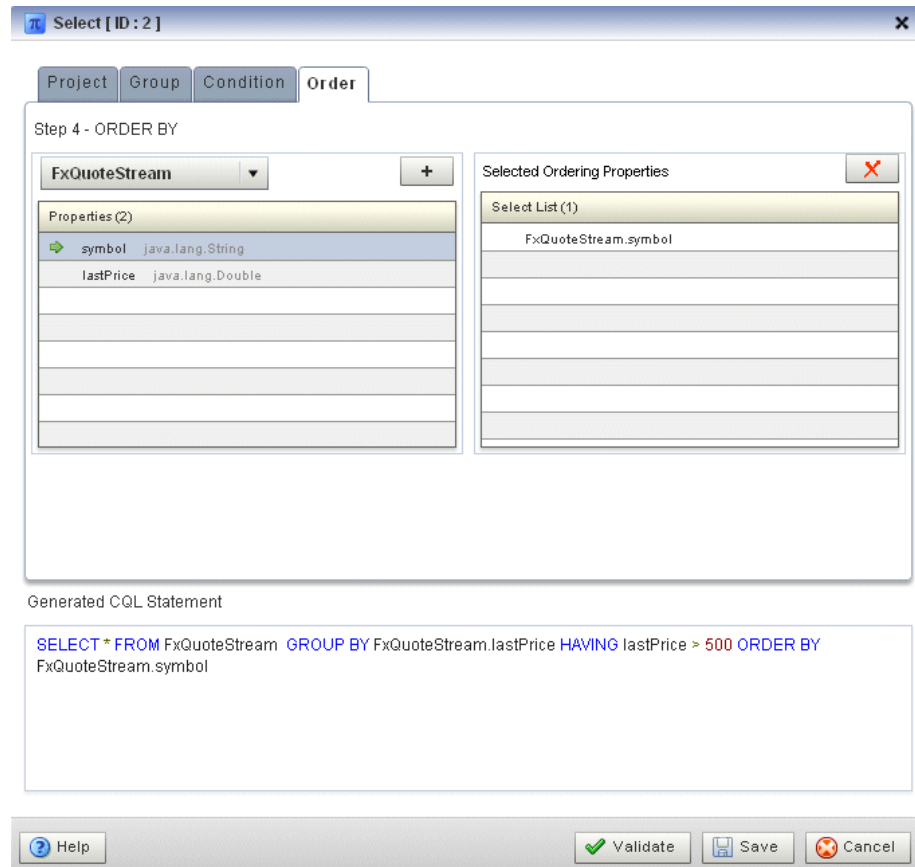 π Select [ ID : 2 ]
Project Group Condition Order
Step 4 - ORDER BY
FxQuoteStream +
Properties (2)
symbol java.lang.String
lastPrice java.lang.Double
Selected Ordering Properties
Select List (1)
FxQuoteStream.symbol
Generated CQL Statement
SELECT * FROM FxQuoteStream GROUP BY FxQuoteStream.lastPrice HAVING lastPrice > 500 ORDER BY
FxQuoteStream.symbol
? Help Validate Save Cancel